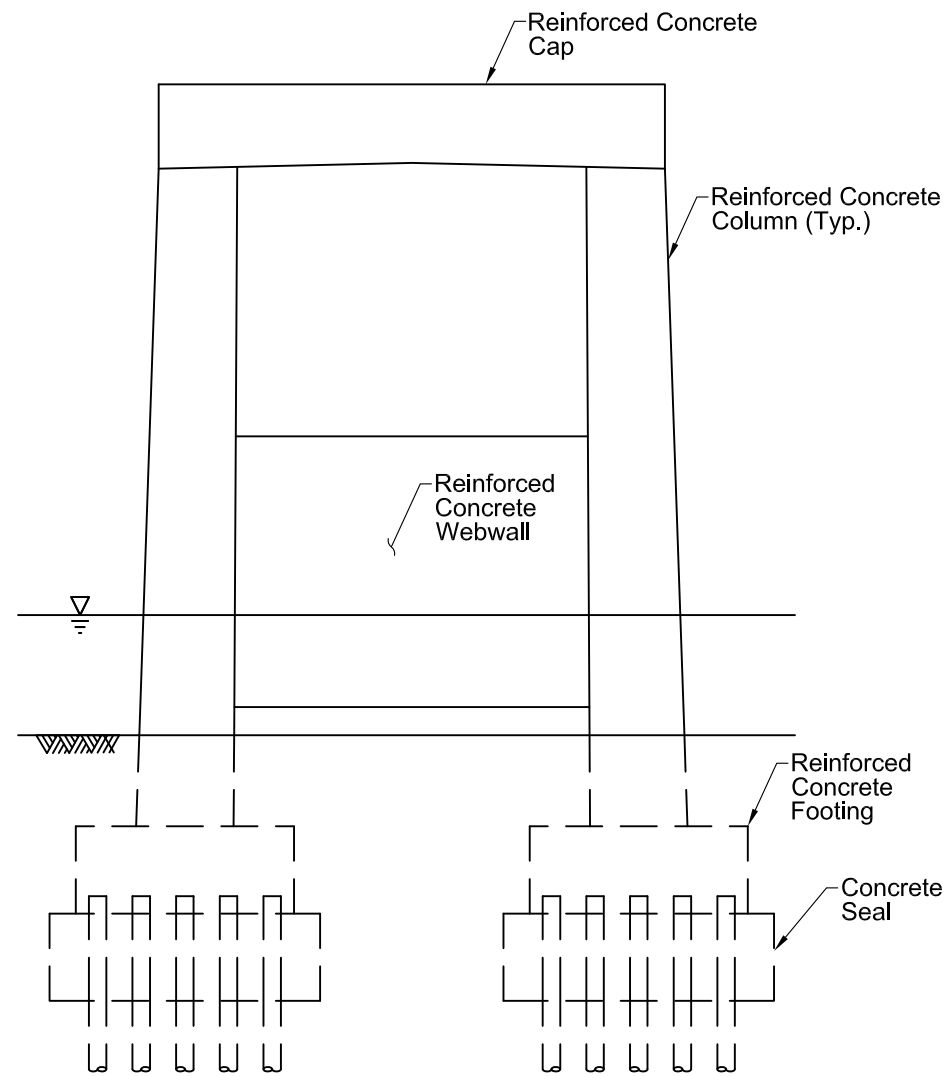 Reinforced Concrete
Cap
Reinforced Concrete
Column (Typ.)
Reinforced
Concrete
Webwall
Reinforced
Concrete
Footing
Concrete
Seal